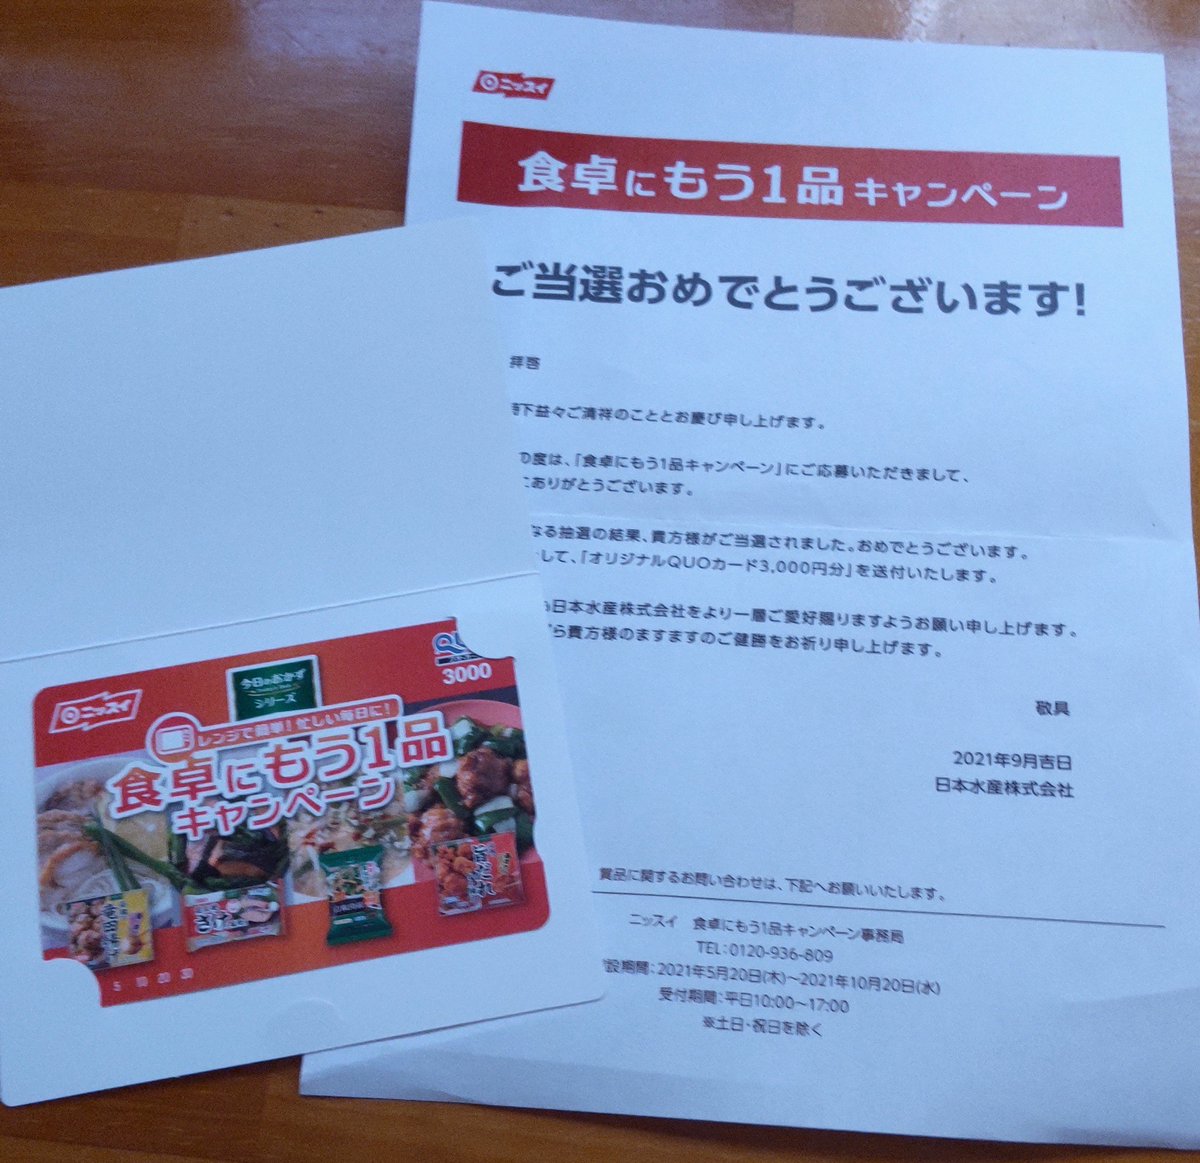 ニッスイ
食卓にもう1品 キャンペーン
ご当選おめでとうございます!
拝啓
下益々ご清祥のこととお慶び申し上げます。
の度は、「食卓にもう1品キャンペーン」にご応募いただきまして、
にありがとうございます。
なる抽選の結果、貴方様がご当選されました。おめでとうございます。
して、「オリジナルQUOカード3,000円分」を送付いたします。
日本水産株式会社をより一層ご愛好賜りますようお願い申し上げます。
ら貴方様のますますのご健勝をお祈り申し上げます。
敬具
2021年9月吉日
日本水産株式会社
賞品に関するお問い合わせは、下記へお願いいたします。
ニッスイ 食卓にもう1品キャンペーン事務局
TEL:0120-936-809
設期間:2021年5月20日(木)～2021年10月20日(水)
受付期間:平日10:00～17:00
※土日・祝日を除く
ニッスイ
今日のおかず
シリーズ
3000
レンジで簡単!忙しい毎日に!
食卓にもう1品
キャンペーン
旨だれ
5 10 20 30